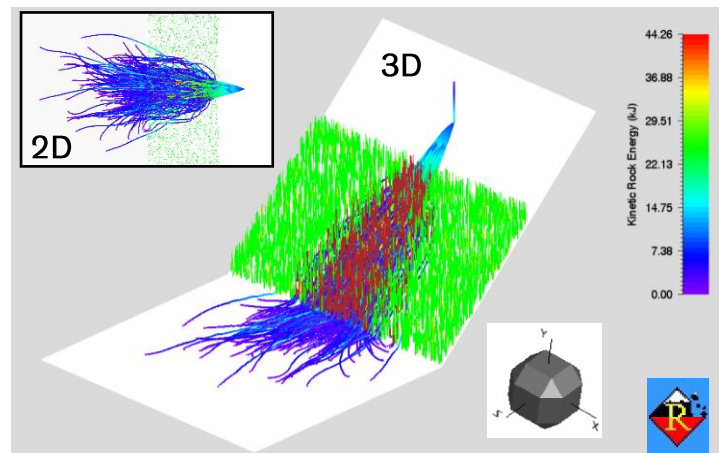 2D
3D
Kinetic Rock Energy (kJ)
44.26
36.88
29.51
22.13
14.75
7.38
0.00
Y
Z
X
R